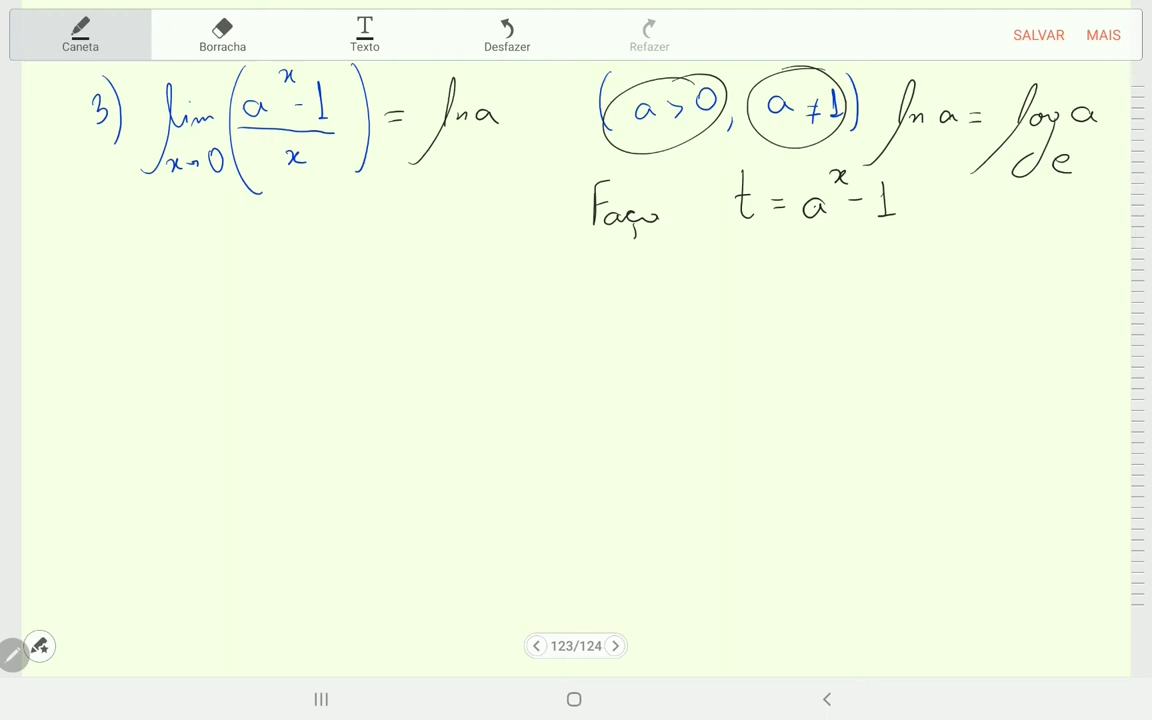 Caneta Borracha Texto Desfazer Refazer SALVAR MAIS
3) lim x→0 (a^x - 1 / x) = ln a (a > 0, a ≠ 1) ln a = log_e a
Faço t = a^x - 1
123/124